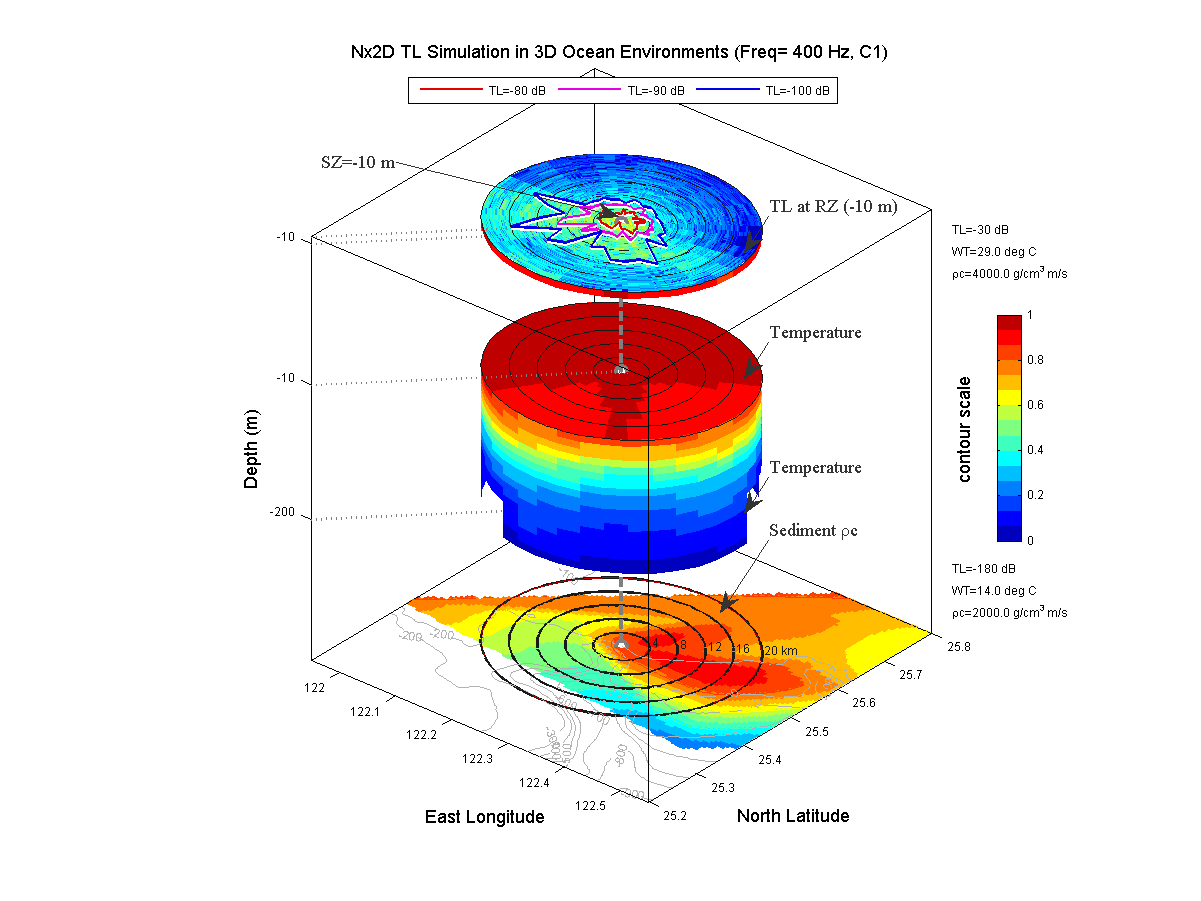 Nx2D TL Simulation in 3D Ocean Environments (Freq= 400 Hz, C1)
TL=-80 dB TL=-90 dB TL=-100 dB
SZ=-10 m
TL at RZ (-10 m)
TL=-30 dB
WT=29.0 deg C
ρc=4000.0 g/cm³ m/s
-10
Temperature
-10
Depth (m)
Temperature
-200
Sediment ρc
contour scale
1
0.8
0.6
0.4
0.2
0
TL=-180 dB
WT=14.0 deg C
ρc=2000.0 g/cm³ m/s
-200
-200
4 8 12 16 20 km
-800
122
122.1
122.2
122.3
122.4
122.5
25.2
25.3
25.4
25.5
25.6
25.7
25.8
East Longitude
North Latitude